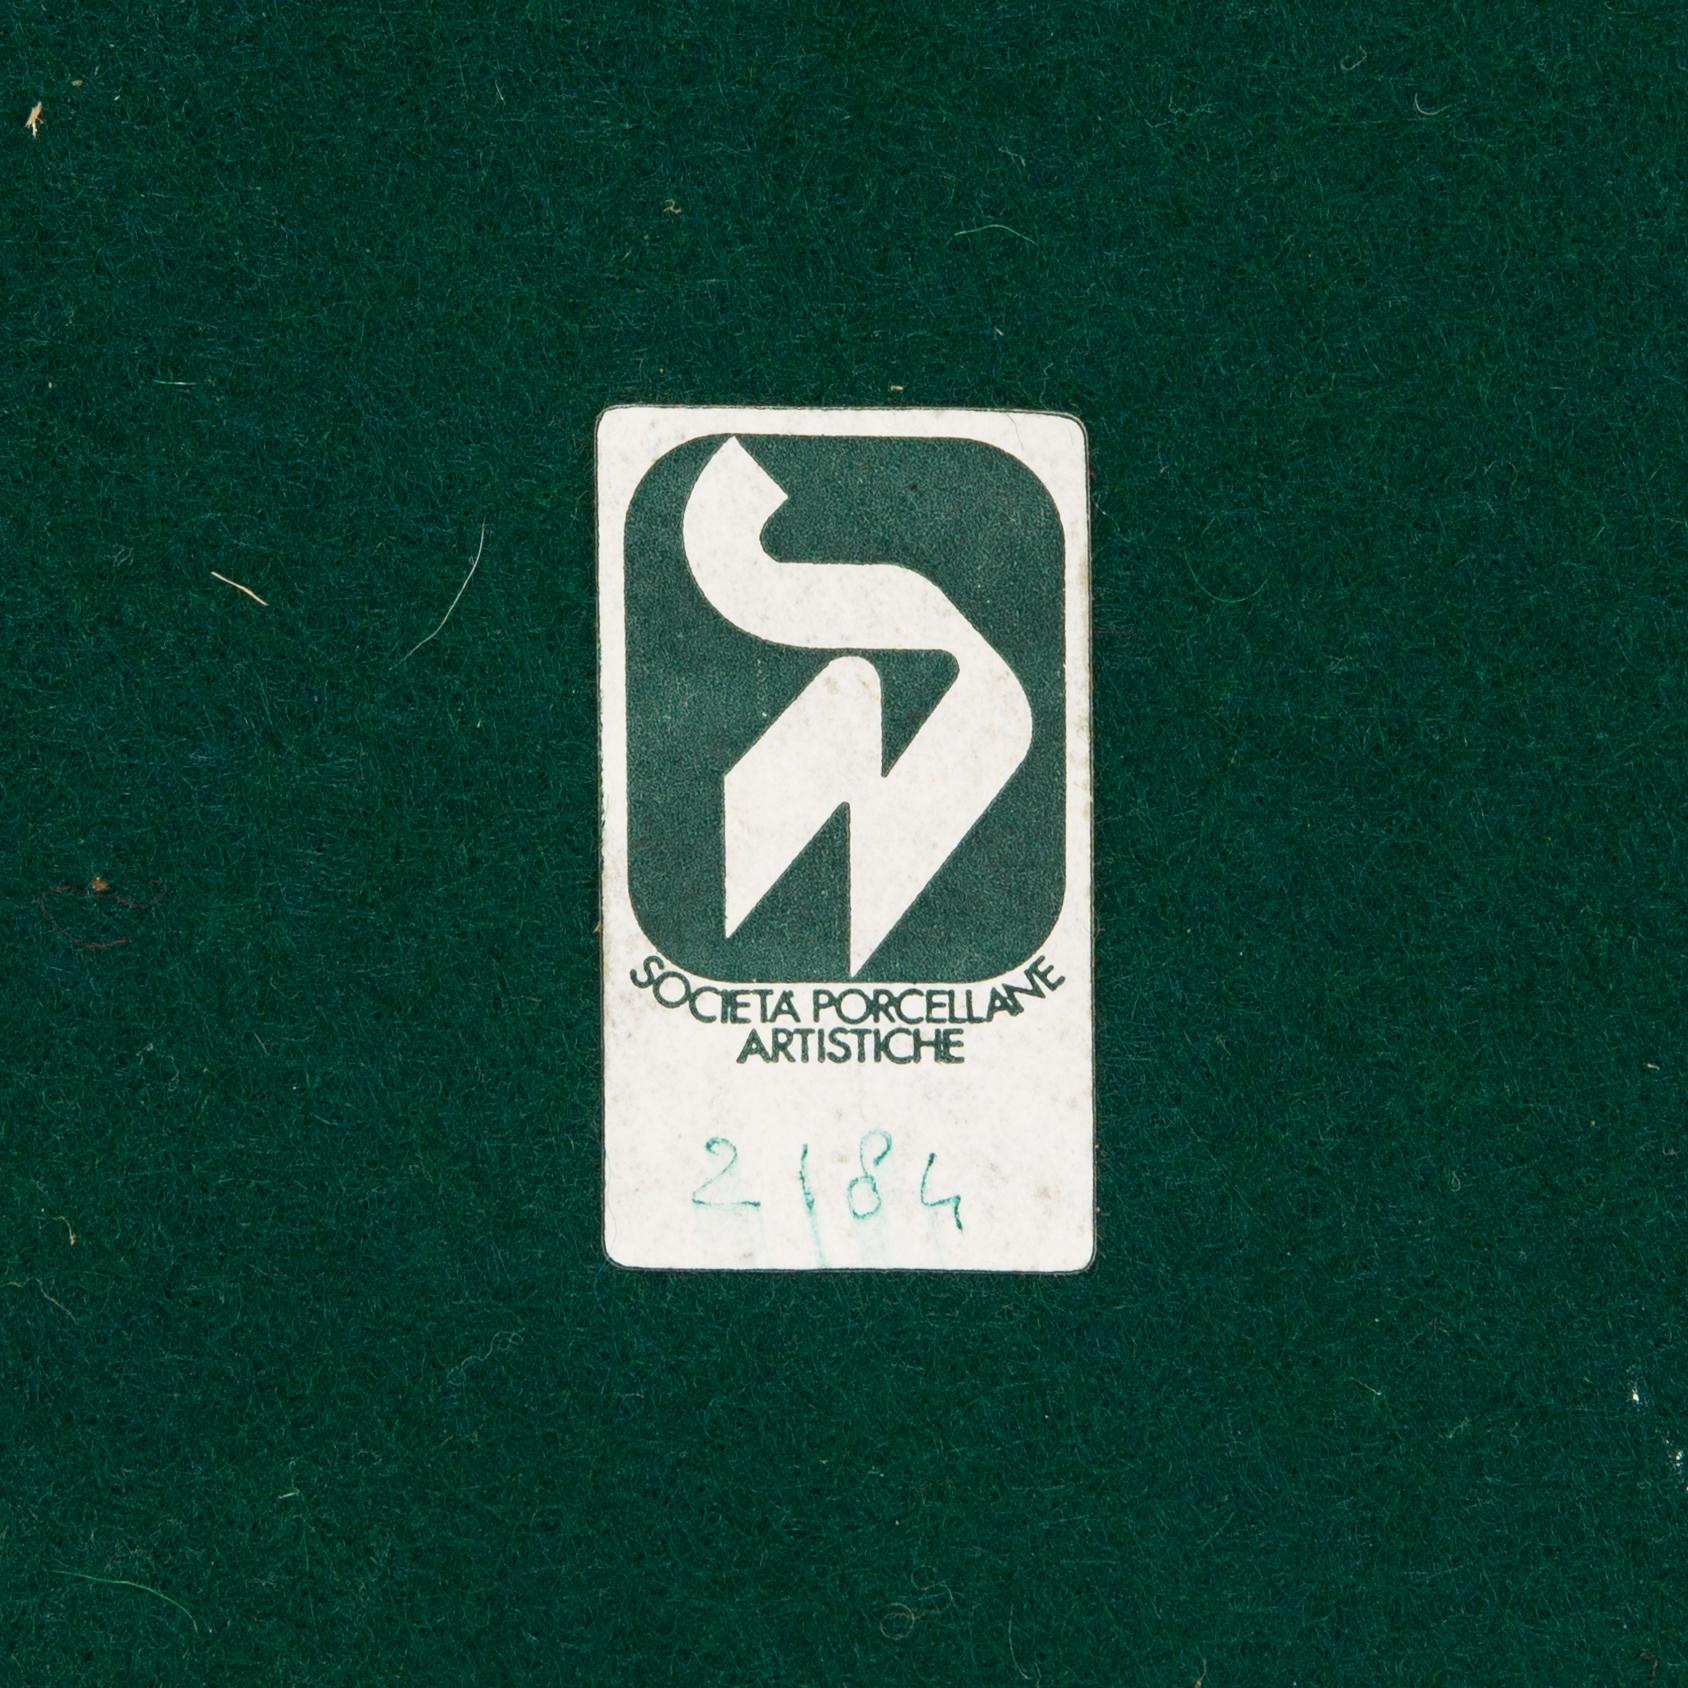 SOCIETÀ PORCELLANE
ARTISTICHE
2184